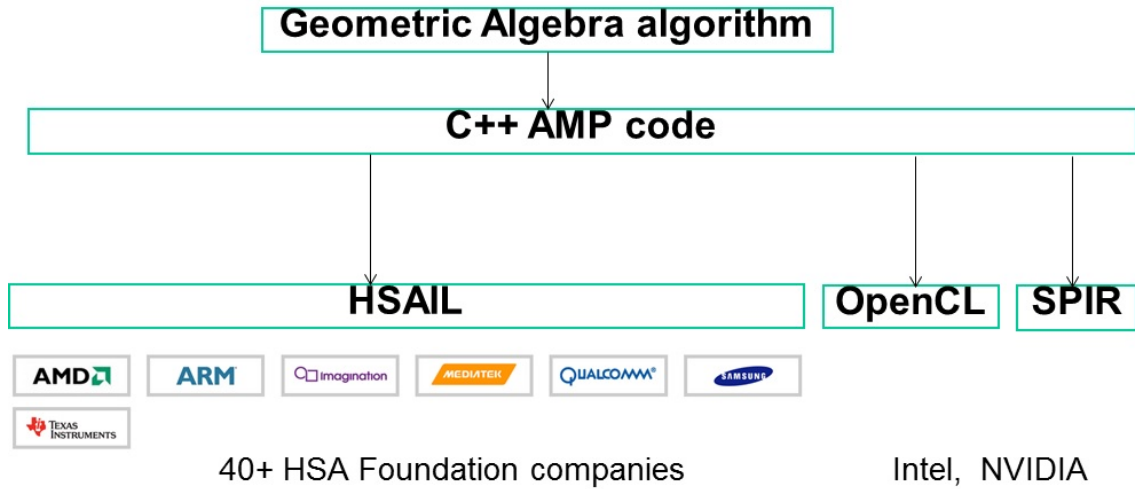 Geometric Algebra algorithm
C++ AMP code
HSAIL OpenCL SPIR
AMD ARM Imagination MEDIATEK QUALCOMM® SAMSUNG
TEXAS
INSTRUMENTS
40+ HSA Foundation companies Intel, NVIDIA